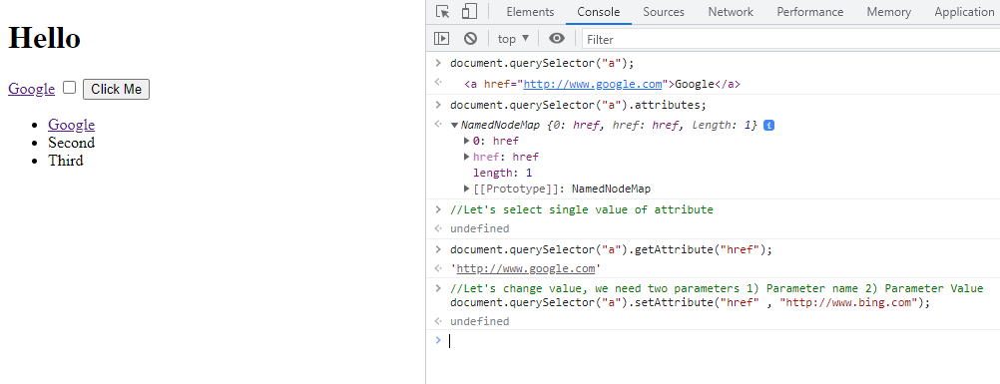 Hello
Google Click Me
Google
Second
Third
Elements Console Sources Network Performance Memory Application
top ▼ Filter
document.querySelector("a");
<a href="http://www.google.com">Google</a>
document.querySelector("a").attributes;
NamedNodeMap {0: href, href: href, length: 1} i
0: href
href: href
length: 1
[[Prototype]]: NamedNodeMap
//Let's select single value of attribute
undefined
document.querySelector("a").getAttribute("href");
'http://www.google.com'
//Let's change value, we need two parameters 1) Parameter name 2) Parameter Value
document.querySelector("a").setAttribute("href" , "http://www.bing.com");
undefined